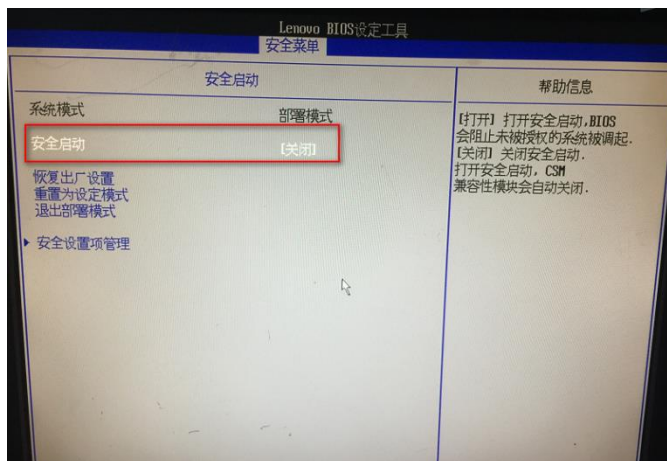 Lenovo BIOS设定工具
安全菜单
安全启动
系统模式 部署模式
安全启动 [关闭]
恢复出厂设置
重置为设定模式
退出部署模式
安全设置项管理
帮助信息
[打开] 打开安全启动,BIOS
会阻止未被授权的系统被调起.
[关闭] 关闭安全启动.
打开安全启动, CSM
兼容性模块会自动关闭.